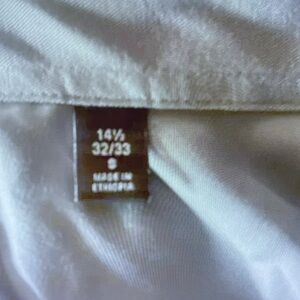 14½
32/33
S
MADE IN
ETHIOPIA